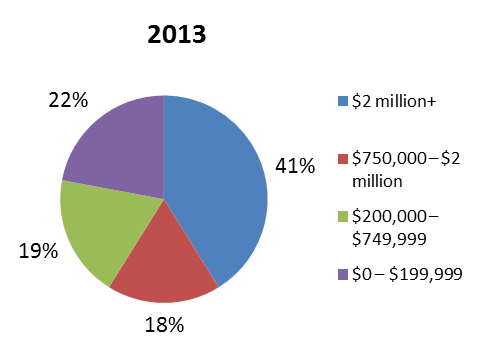 2013
22%
41%
19%
18%
$2 million+
$750,000–$2
million
$200,000–
$749,999
$0 – $199,999